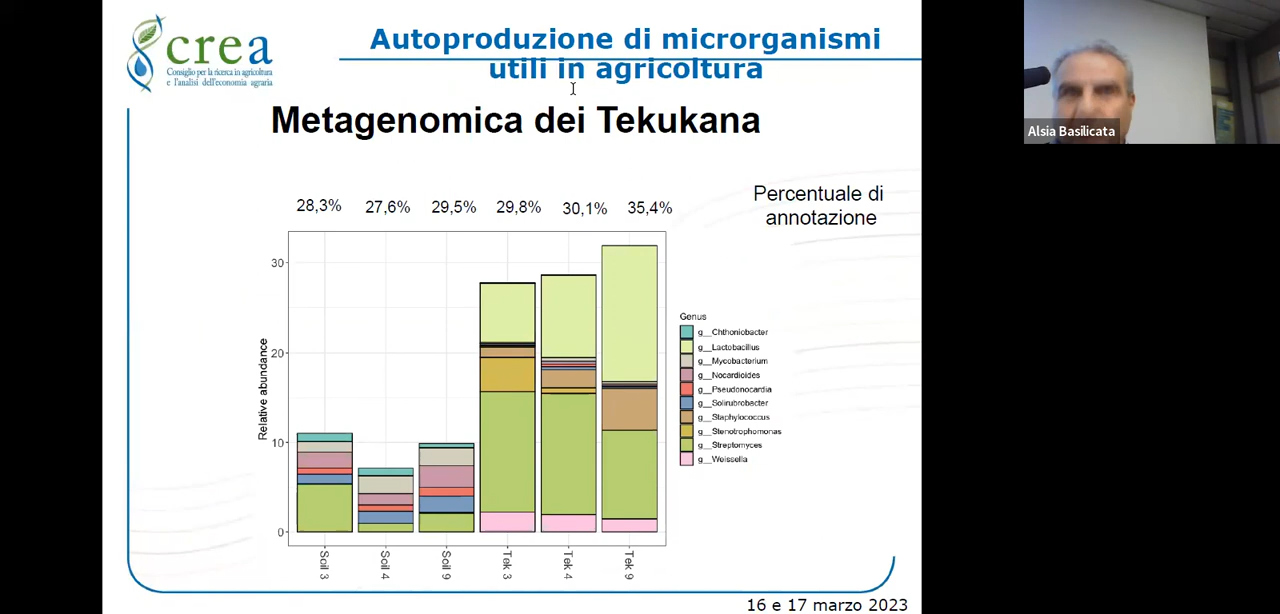 crea
Consiglio per la ricerca in agricoltura
e l'analisi dell'economia agraria
Autoproduzione di microrganismi
utili in agricoltura
Metagenomica dei Tekukana
Alsia Basilicata
Percentuale di
annotazione
28,3% 27,6% 29,5% 29,8% 30,1% 35,4%
Relative abundance
30
20
10
0
Soil 3
Soil 4
Soil 9
Tek 3
Tek 4
Tek 9
Genus
g__Chthoniobacter
g__Lactobacillus
g__Mycobacterium
g__Nocardioides
g__Pseudonocardia
g__Solirubrobacter
g__Staphylococcus
g__Stenotrophomonas
g__Streptomyces
g__Weissella
16 e 17 marzo 2023